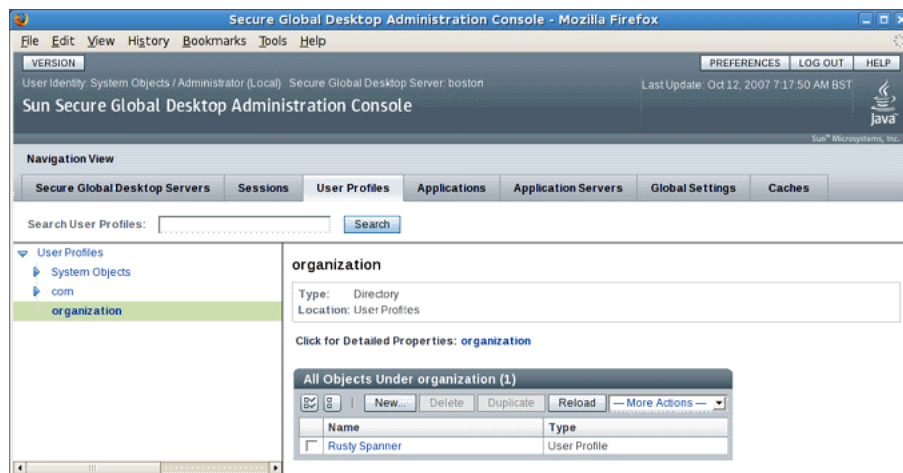 Secure Global Desktop Administration Console - Mozilla Firefox
File Edit View History Bookmarks Tools Help
VERSION PREFERENCES LOG OUT HELP
User Identity: System Objects / Administrator (Local) Secure Global Desktop Server: boston Last Update: Oct 12, 2007 7:17:50 AM BST
Sun Secure Global Desktop Administration Console
Java
Sun™ Microsystems, Inc.
Navigation View
Secure Global Desktop Servers Sessions User Profiles Applications Application Servers Global Settings Caches
Search User Profiles: Search
User Profiles
System Objects
com
organization
organization
Type: Directory
Location: User Profiles
Click for Detailed Properties: organization
All Objects Under organization (1)
New... Delete Duplicate Reload — More Actions —
Name Type
Rusty Spanner User Profile